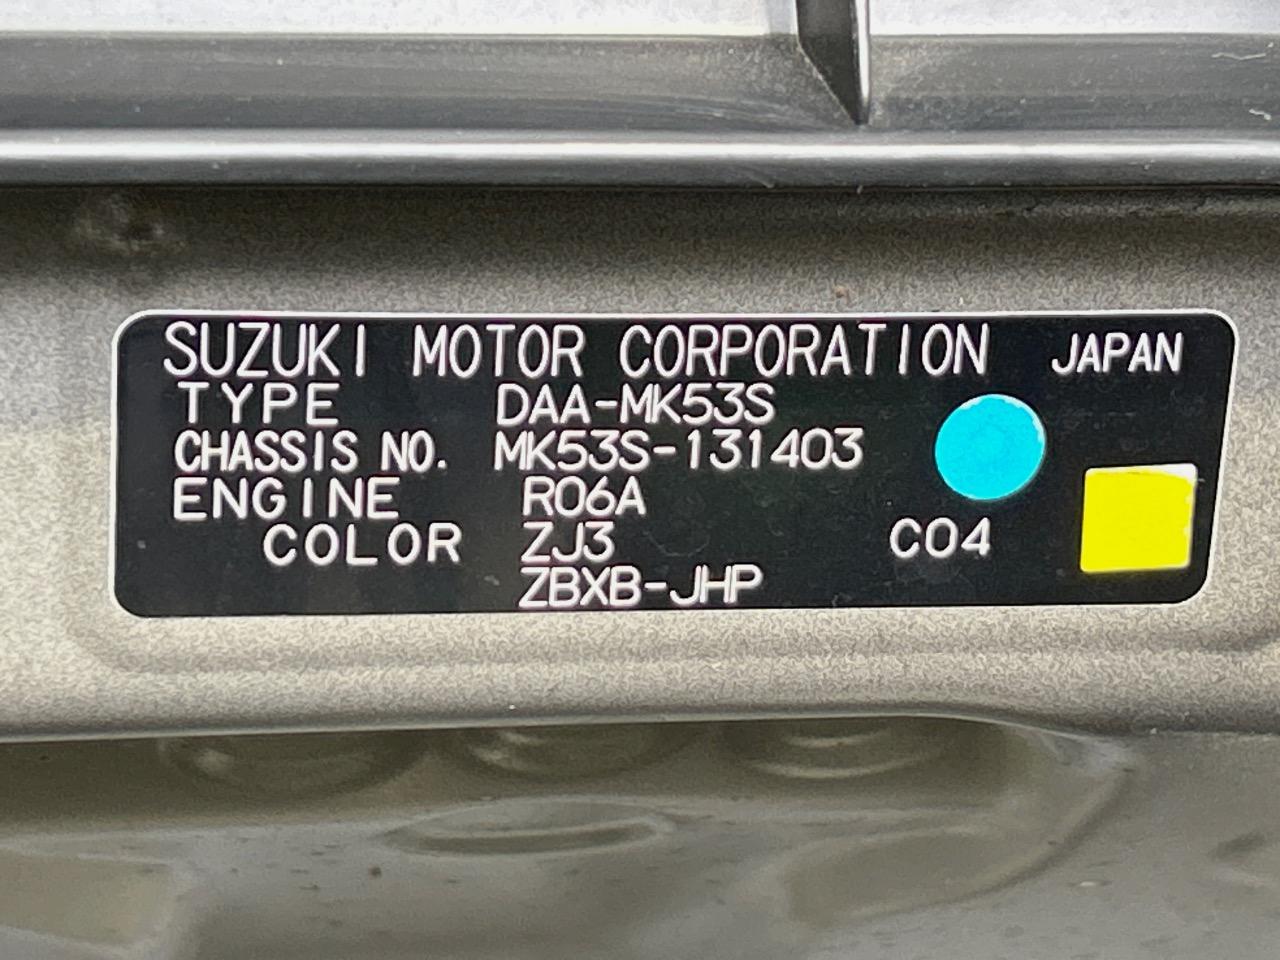 SUZUKI MOTOR CORPORATION JAPAN
TYPE DAA-MK53S
CHASSIS NO. MK53S-131403
ENGINE R06A
COLOR ZJ3 C04
ZBXB-JHP